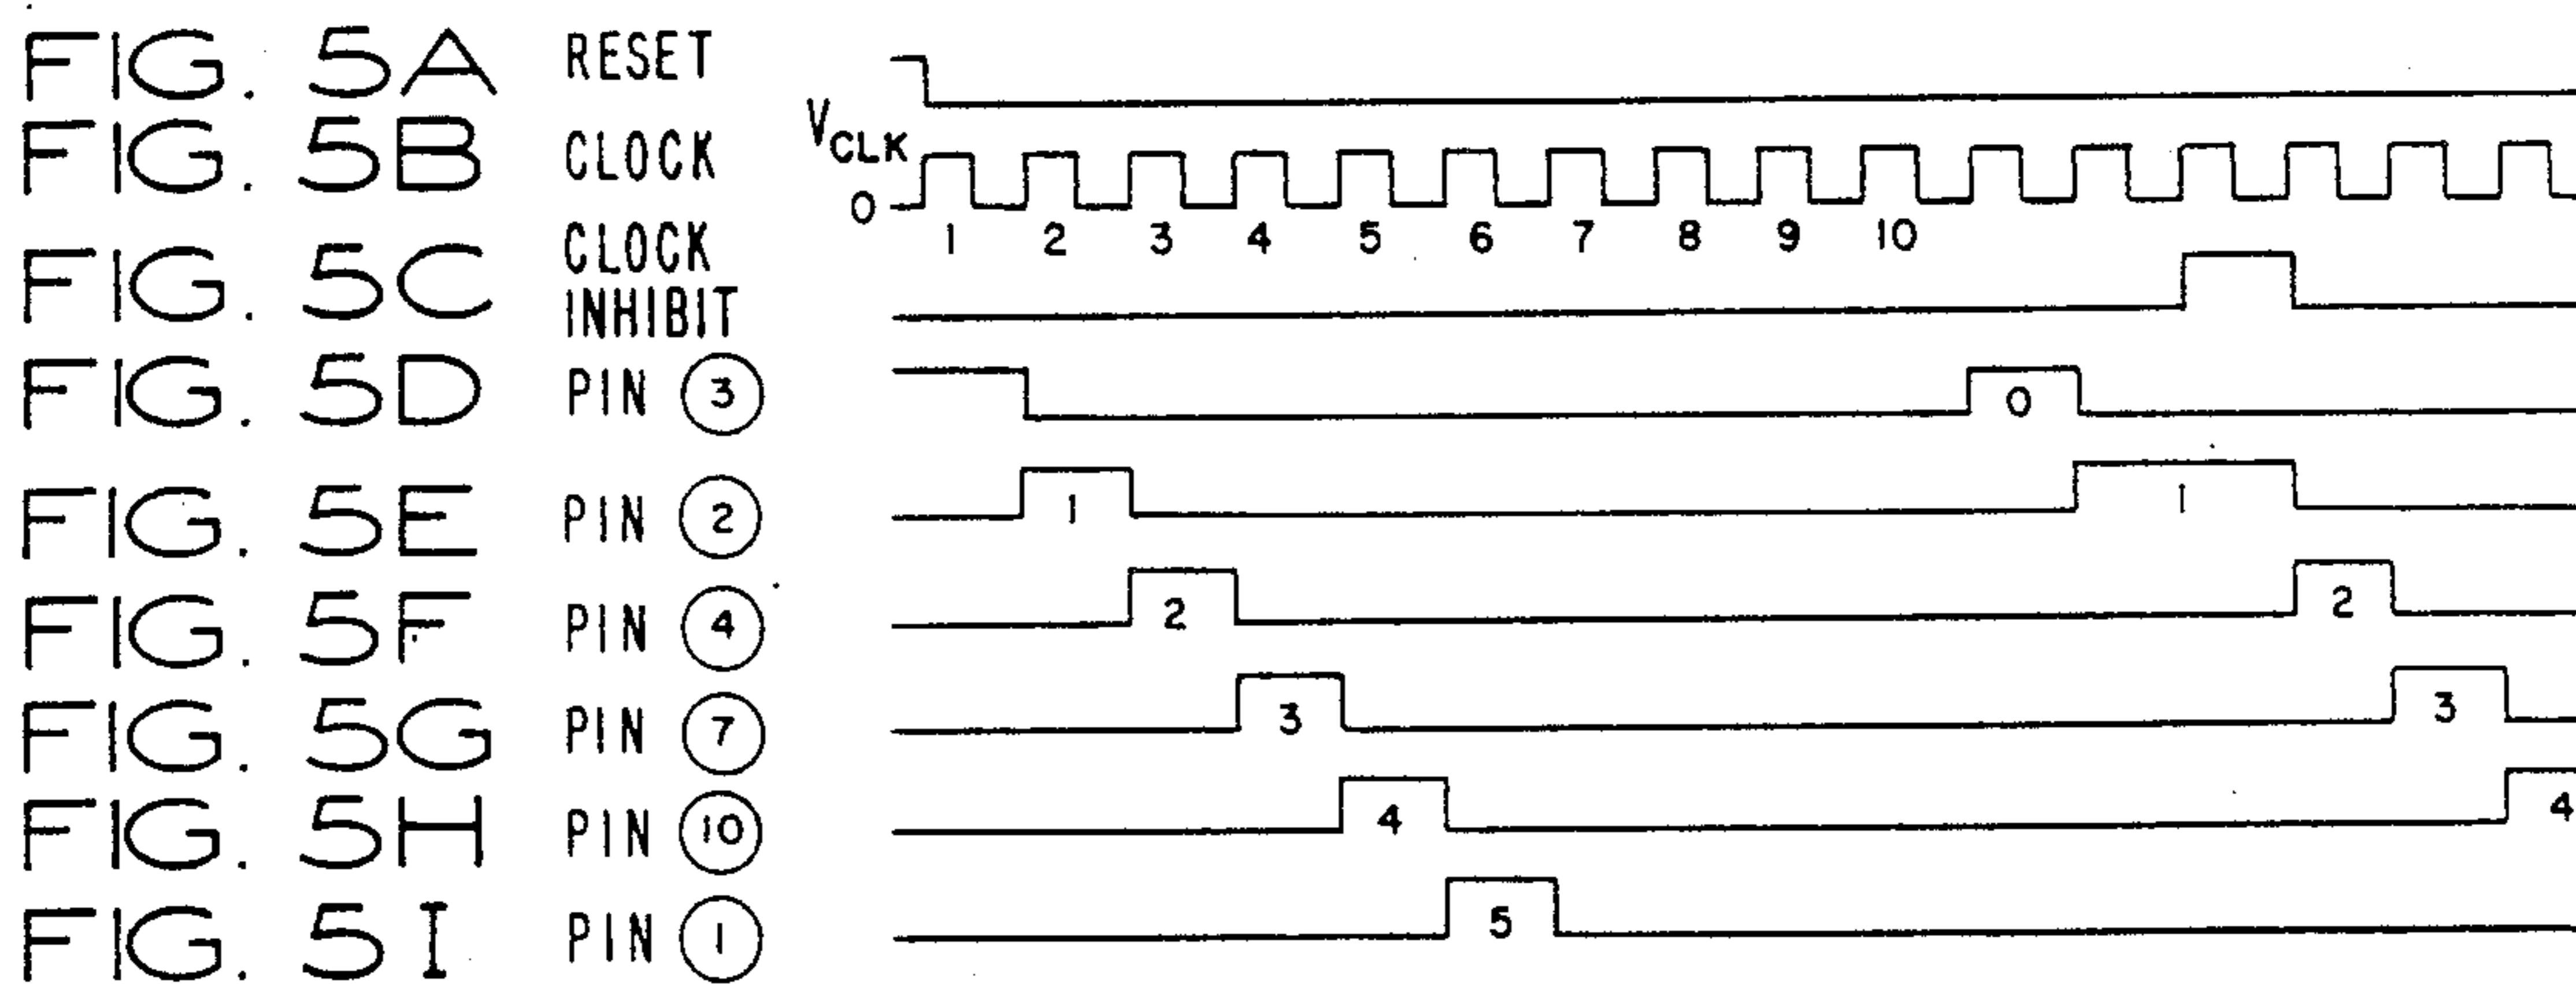 FIG. 5A RESET
FIG. 5B CLOCK
V CLK
0
1 2 3 4 5 6 7 8 9 10
FIG. 5C CLOCK INHIBIT
FIG. 5D PIN 3
0
FIG. 5E PIN 2
1 1
FIG. 5F PIN 4
2 2
FIG. 5G PIN 7
3 3
FIG. 5H PIN 10
4 4
FIG. 5I PIN 1
5